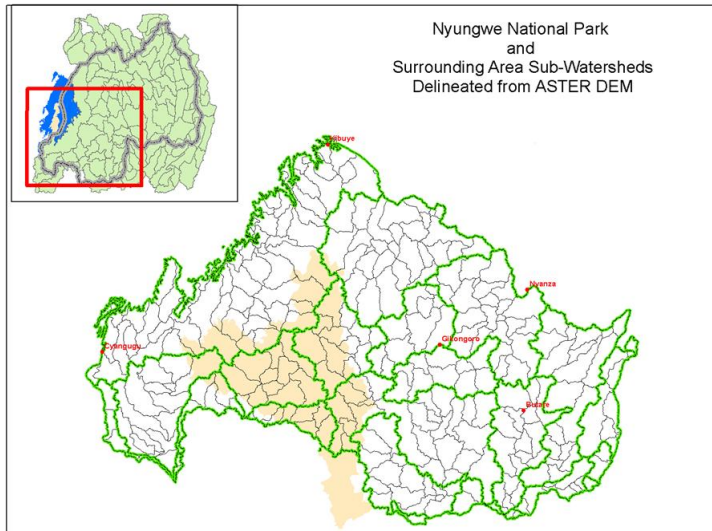 Nyungwe National Park
and
Surrounding Area Sub-Watersheds
Delineated from ASTER DEM
Kibuye
Nyanza
Gikongoro
Cyangugu
Butare